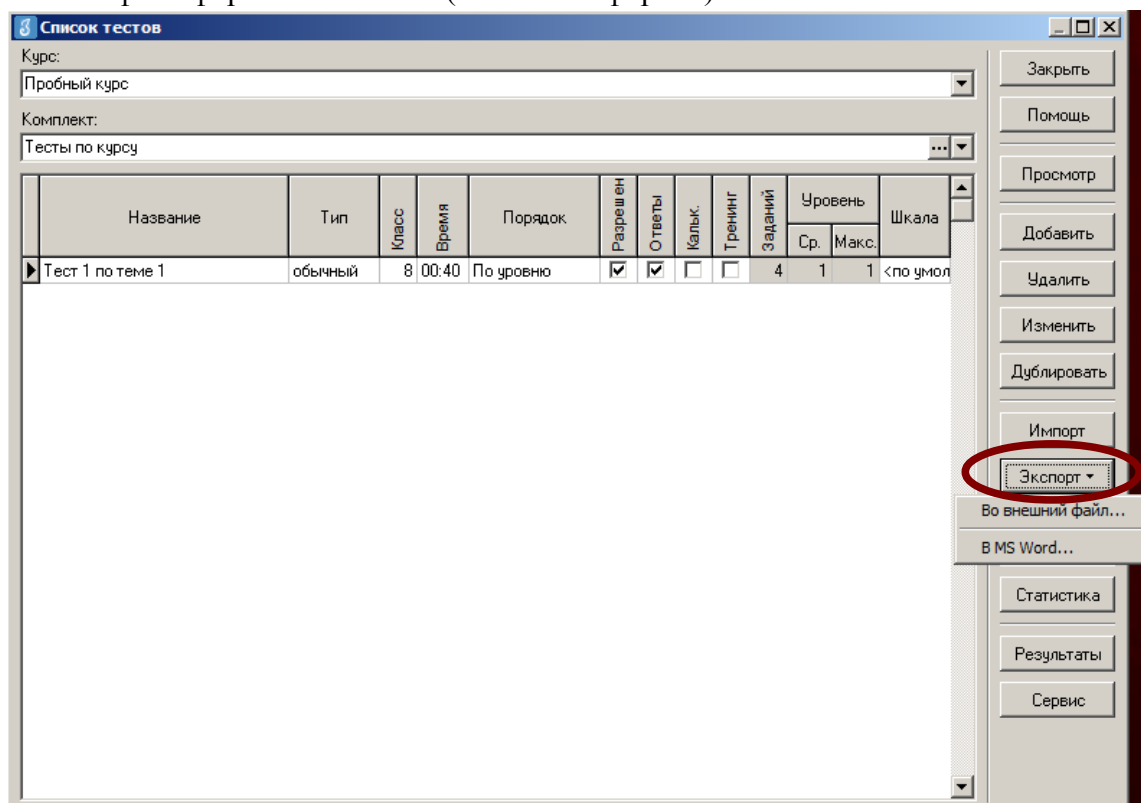 Список тестов
Курс:
Пробный курс
Комплект:
Тесты по курсу
Название Тип Класс Время Порядок Разрешен Ответы Кальк. Тренинг Заданий Уровень Шкала
Ср. Макс.
Тест 1 по теме 1 обычный 8 00:40 По уровню 4 1 1 <по умол
Закрыть
Помощь
Просмотр
Добавить
Удалить
Изменить
Дублировать
Импорт
Экспорт
Во внешний файл...
В MS Word...
Статистика
Результаты
Сервис